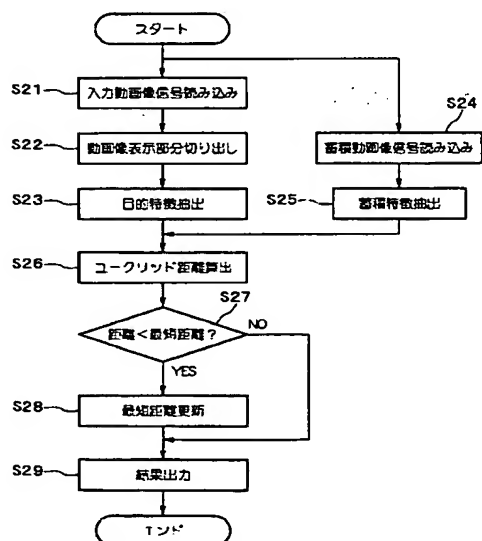 スタート
S21
入力動画像信号読み込み
S22
動画像表示部分切り出し
S23
目的特徴抽出
S24
蓄積動画像信号読み込み
S25
蓄積特徴抽出
S26
ユークリッド距離算出
S27
距離<最短距離?
NO
YES
S28
最短距離更新
S29
結果出力
エンド